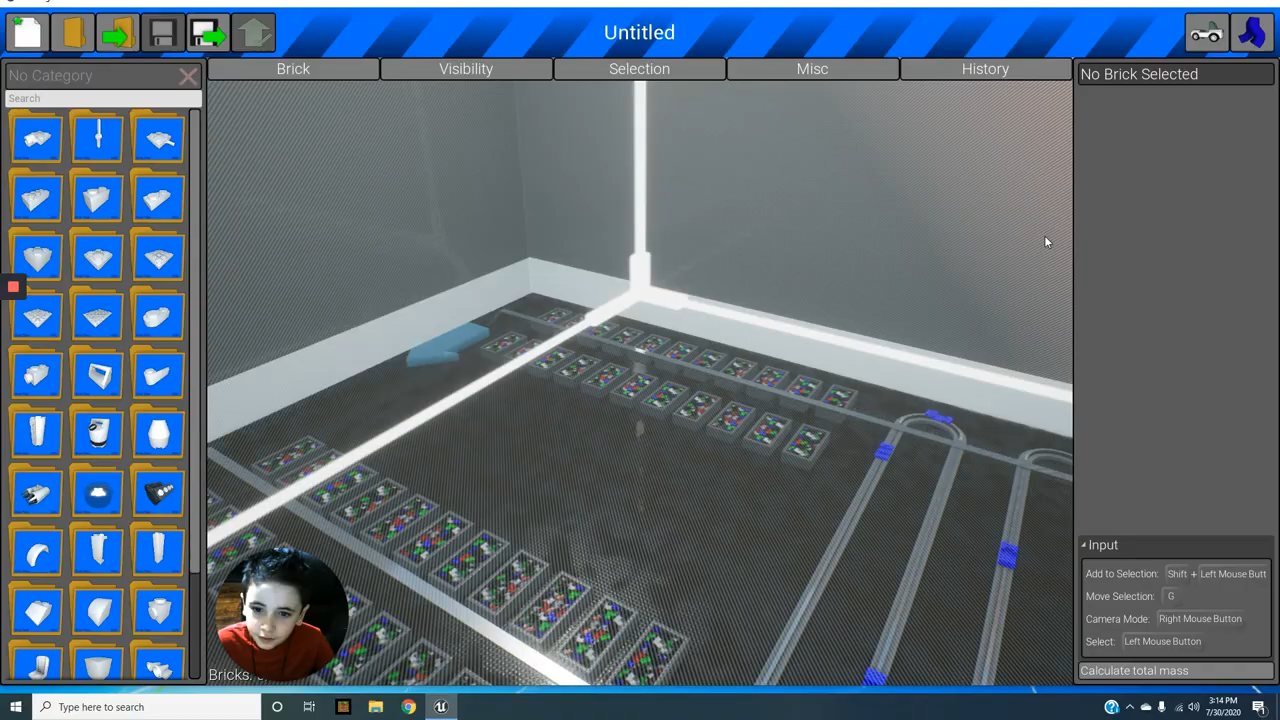 Untitled
No Category
Brick
Visibility
Selection
Misc
History
No Brick Selected
Search
Input
Add to Selection: Shift + Left Mouse Butt
Move Selection: G
Camera Mode: Right Mouse Button
Select: Left Mouse Button
Calculate total mass
Bricks:
Type here to search
3:14 PM
7/30/2020